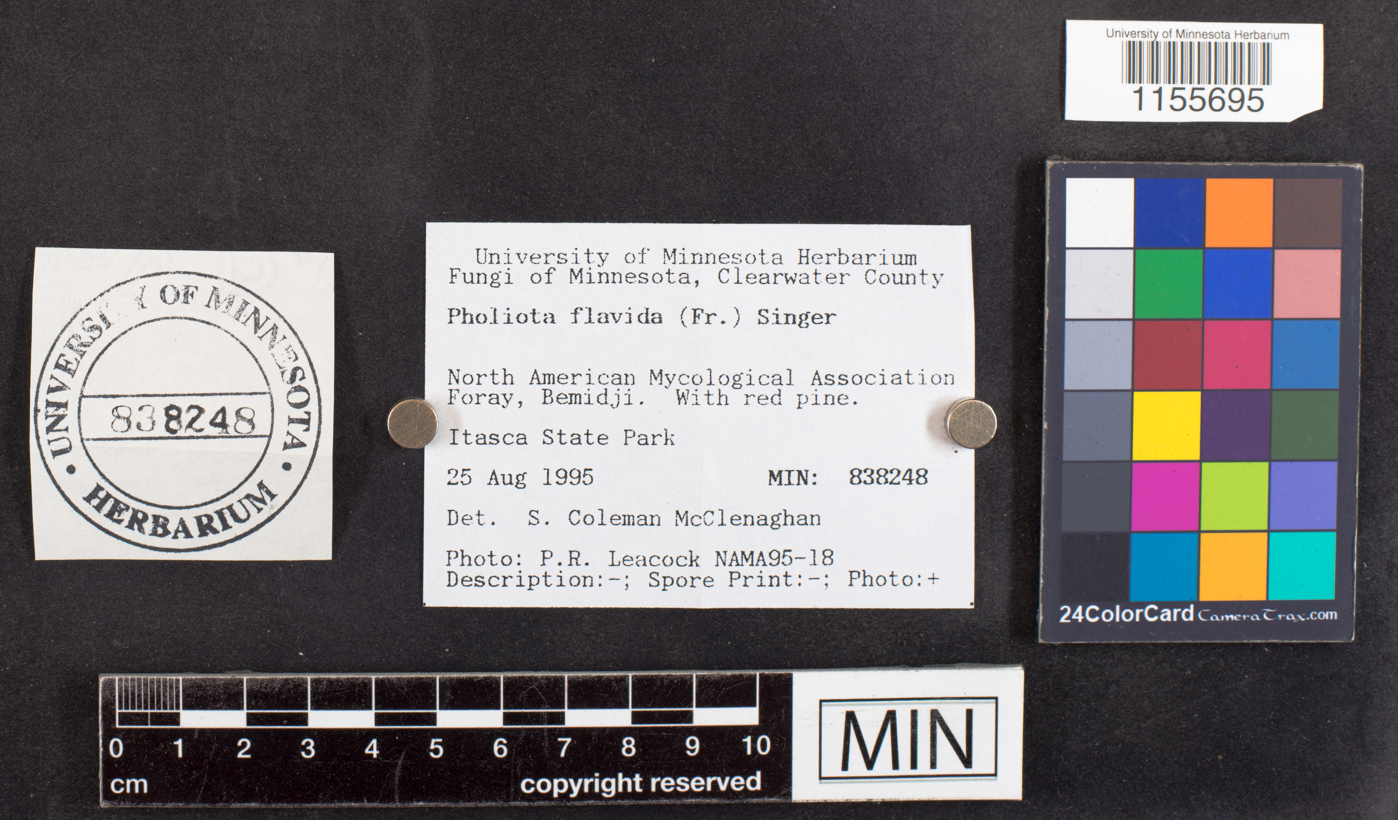 University of Minnesota Herbarium
1155695
University of Minnesota Herbarium
Fungi of Minnesota, Clearwater County
Pholiota flavida (Fr.) Singer
North American Mycological Association
Foray, Bemidji. With red pine.
Itasca State Park
25 Aug 1995 MIN: 838248
Det. S. Coleman McClenaghan
Photo: P.R. Leacock NAMA95-18
Description:-; Spore Print:-; Photo:+
UNIVERSITY OF MINNESOTA
838248
• HERBARIUM •
24ColorCard CameraTrax.com
0 1 2 3 4 5 6 7 8 9 10
cm copyright reserved
MIN